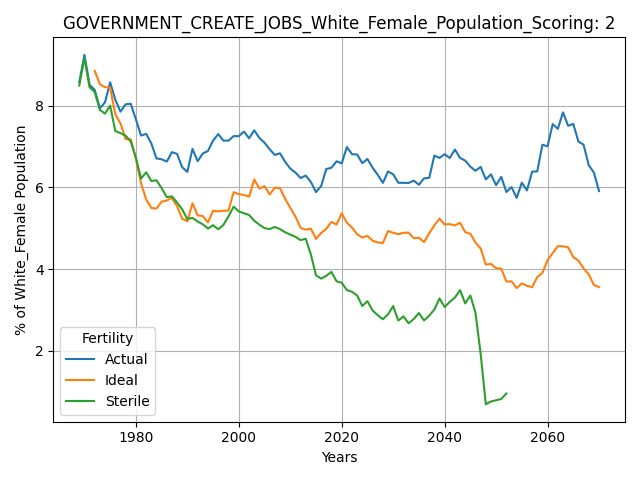 GOVERNMENT_CREATE_JOBS_White_Female_Population_Scoring: 2
% of White_Female Population
8
6
4
2
Fertility
Actual
Ideal
Sterile
1980 2000 2020 2040 2060
Years